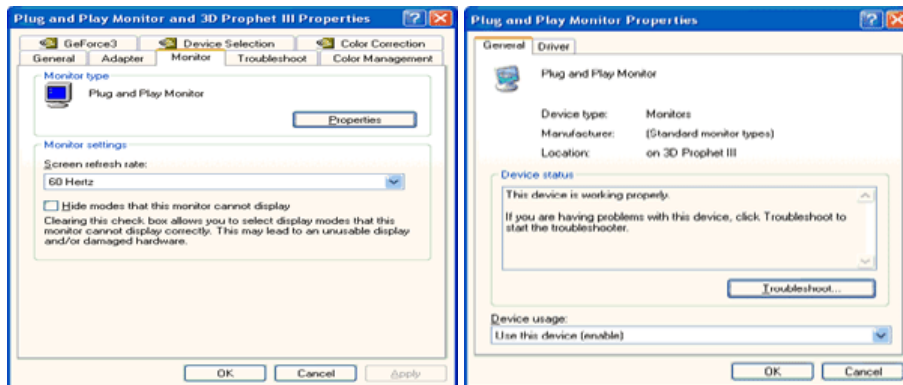 Plug and Play Monitor and 3D Prophet III Properties
GeForce3
Device Selection
Color Correction
General
Adapter
Monitor
Troubleshoot
Color Management
Monitor type
Plug and Play Monitor
Properties
Monitor settings
Screen refresh rate:
60 Hertz
Hide modes that this monitor cannot display
Clearing this check box allows you to select display modes that this
monitor cannot display correctly. This may lead to an unusable display
and/or damaged hardware.
OK
Cancel
Apply
Plug and Play Monitor Properties
General
Driver
Plug and Play Monitor
Device type: Monitors
Manufacturer: (Standard monitor types)
Location: on 3D Prophet III
Device status
This device is working properly.
If you are having problems with this device, click Troubleshoot to
start the troubleshooter.
Troubleshoot...
Device usage:
Use this device (enable)
OK
Cancel